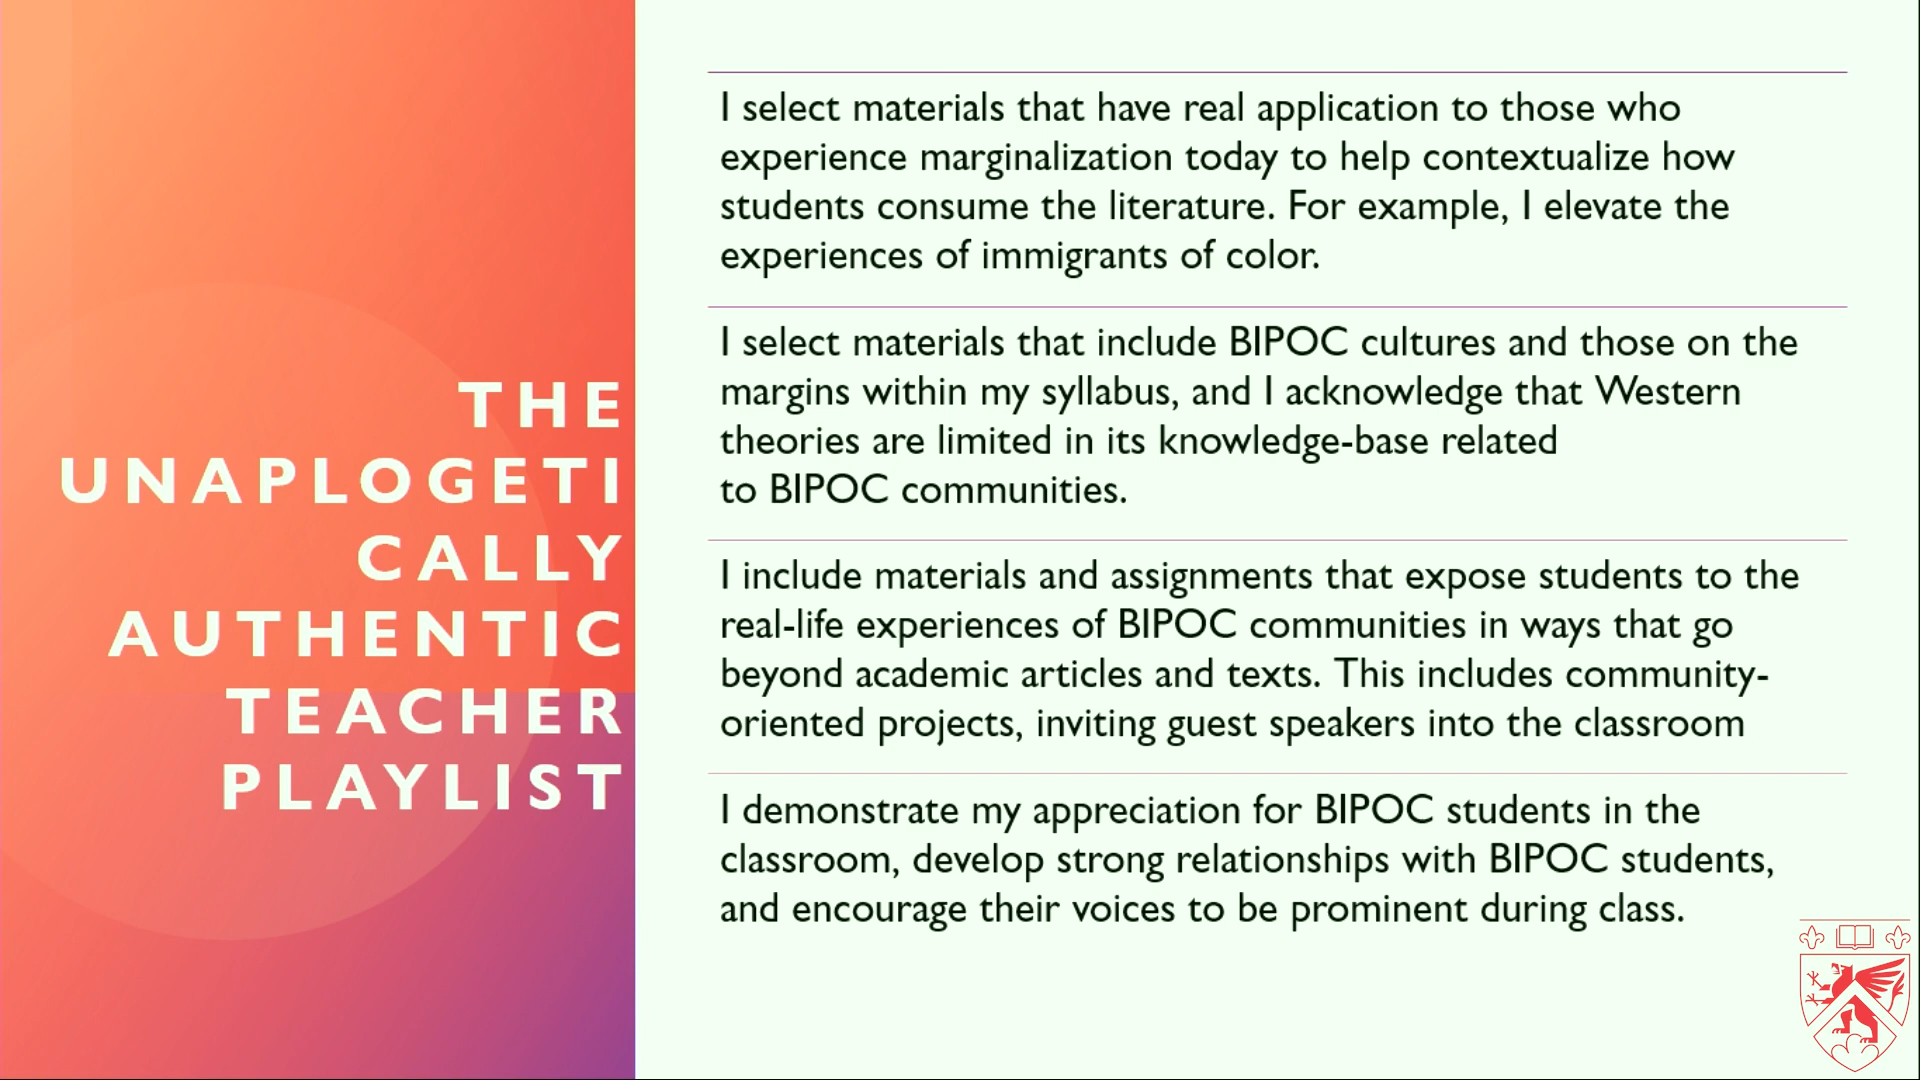 THE
UNAPLOGETI
CALLY
AUTHENTIC
TEACHER
PLAYLIST
I select materials that have real application to those who
experience marginalization today to help contextualize how
students consume the literature. For example, I elevate the
experiences of immigrants of color.
I select materials that include BIPOC cultures and those on the
margins within my syllabus, and I acknowledge that Western
theories are limited in its knowledge-base related
to BIPOC communities.
I include materials and assignments that expose students to the
real-life experiences of BIPOC communities in ways that go
beyond academic articles and texts. This includes community-
oriented projects, inviting guest speakers into the classroom
I demonstrate my appreciation for BIPOC students in the
classroom, develop strong relationships with BIPOC students,
and encourage their voices to be prominent during class.